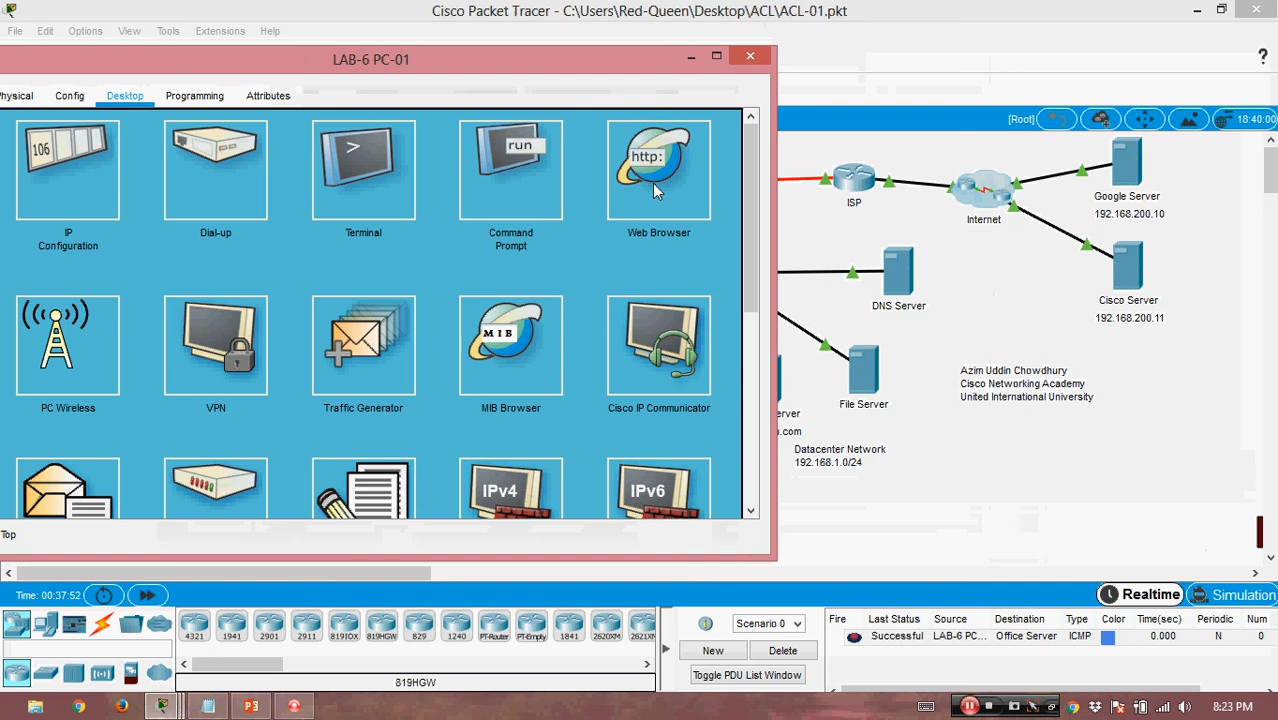 Cisco Packet Tracer - C:\Users\Red-Queen\Desktop\ACL\ACL-01.pkt
File Edit Options View Tools Extensions Help
?
LAB-6 PC-01
Physical Config Desktop Programming Attributes
[Root]
18:40:00
106
>
run
http:
IP
Configuration
Dial-up
Terminal
Command
Prompt
Web Browser
MIB
PC Wireless
VPN
Traffic Generator
MIB Browser
Cisco IP Communicator
IPv4
IPv6
Top
ISP
Internet
Google Server
192.168.200.10
DNS Server
Cisco Server
192.168.200.11
File Server
Azim Uddin Chowdhury
Cisco Networking Academy
United International University
Datacenter Network
192.168.1.0/24
Time: 00:37:52
Realtime
Simulation
4321 1941 2901 2911 819IOX 819HGW 829 1240 PT-Router PT-Empty 1841 2620XM 2621XM
819HGW
Scenario 0
New
Delete
Toggle PDU List Window
Fire Last Status Source Destination Type Color Time(sec) Periodic Num
Successful LAB-6 PC... Office Server ICMP 0.000 N 0
8:23 PM